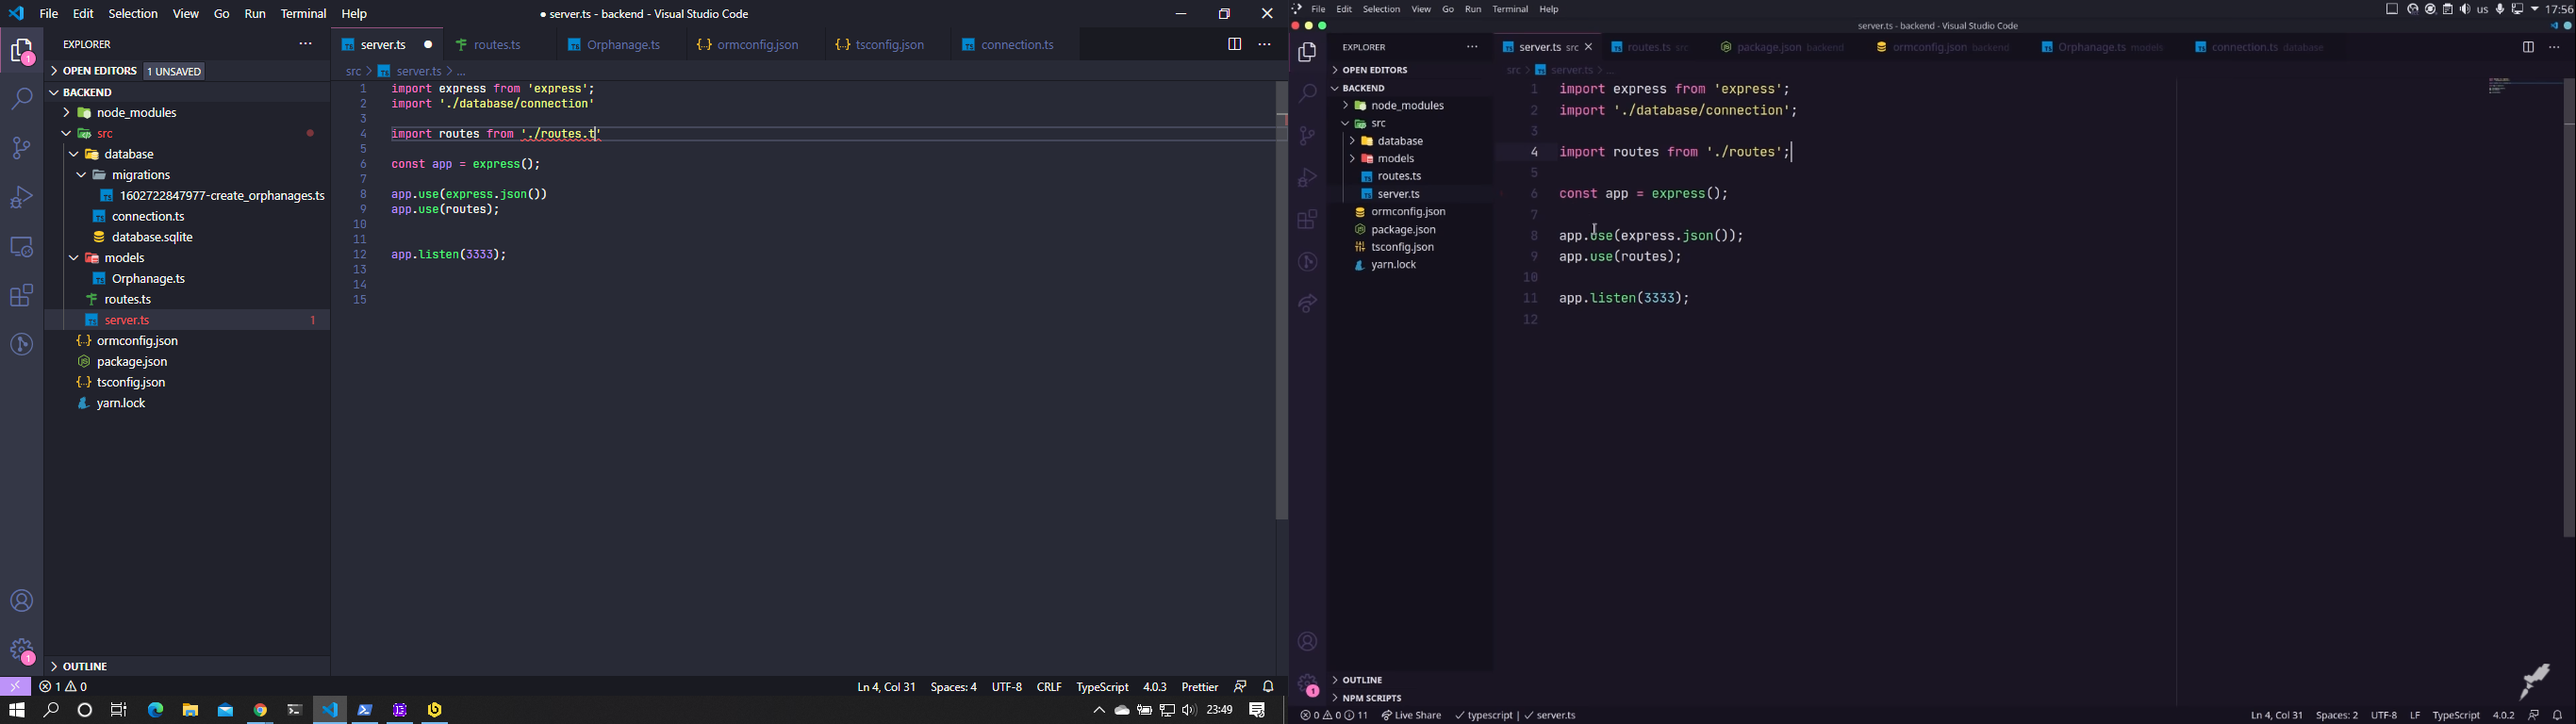 File Edit Selection View Go Run Terminal Help
● server.ts - backend - Visual Studio Code
EXPLORER
OPEN EDITORS 1 UNSAVED
BACKEND
node_modules
src
database
migrations
1602722847977-create_orphanages.ts
connection.ts
database.sqlite
models
Orphanage.ts
routes.ts
server.ts 1
ormconfig.json
package.json
tsconfig.json
yarn.lock
OUTLINE
server.ts routes.ts Orphanage.ts ormconfig.json tsconfig.json connection.ts
src > server.ts > ...
1 import express from 'express';
2 import './database/connection'
3
4 import routes from './routes.t'
5
6 const app = express();
7
8 app.use(express.json())
9 app.use(routes);
10
11
12 app.listen(3333);
13
14
15
1 0 Ln 4, Col 31 Spaces: 4 UTF-8 CRLF TypeScript 4.0.3 Prettier
23:49
File Edit Selection View Go Run Terminal Help us 17:56
server.ts - backend - Visual Studio Code
EXPLORER
OPEN EDITORS
BACKEND
node_modules
src
database
models
routes.ts
server.ts
ormconfig.json
package.json
tsconfig.json
yarn.lock
OUTLINE
NPM SCRIPTS
server.ts src routes.ts src package.json backend ormconfig.json backend Orphanage.ts models connection.ts database
src > server.ts > ...
1 import express from 'express';
2 import './database/connection';
3
4 import routes from './routes';
5
6 const app = express();
7
8 app.use(express.json());
9 app.use(routes);
10
11 app.listen(3333);
12
0 0 11 Live Share typescript | server.ts Ln 4, Col 31 Spaces: 2 UTF-8 LF TypeScript 4.0.2